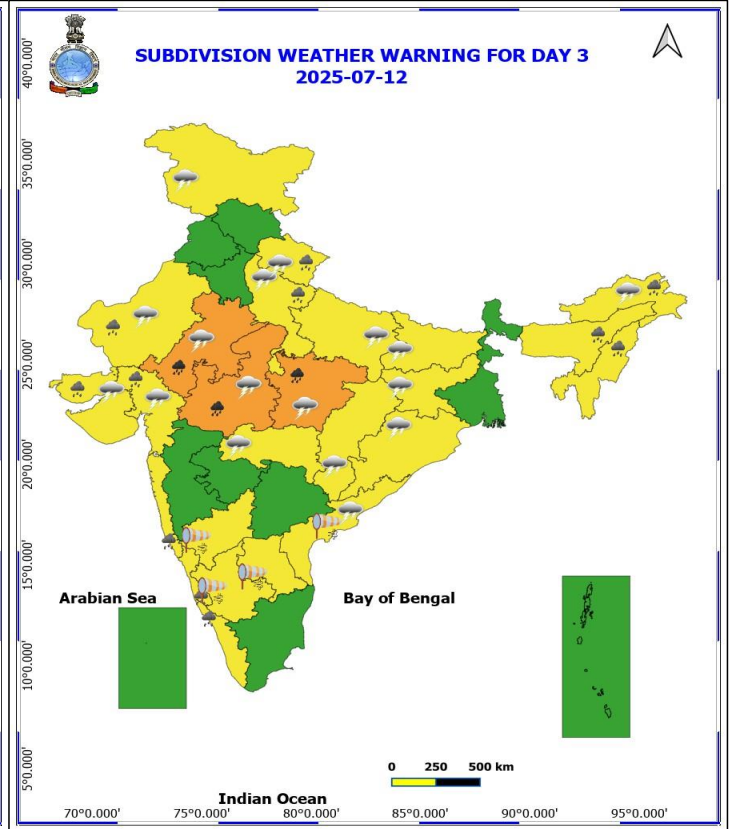 SUBDIVISION WEATHER WARNING FOR DAY 3
2025-07-12
40°0.000'
35°0.000'
30°0.000'
25°0.000'
20°0.000'
15°0.000'
10°0.000'
5°0.000'
Arabian Sea
Bay of Bengal
0 250 500 km
Indian Ocean
70°0.000' 75°0.000' 80°0.000' 85°0.000' 90°0.000' 95°0.000'